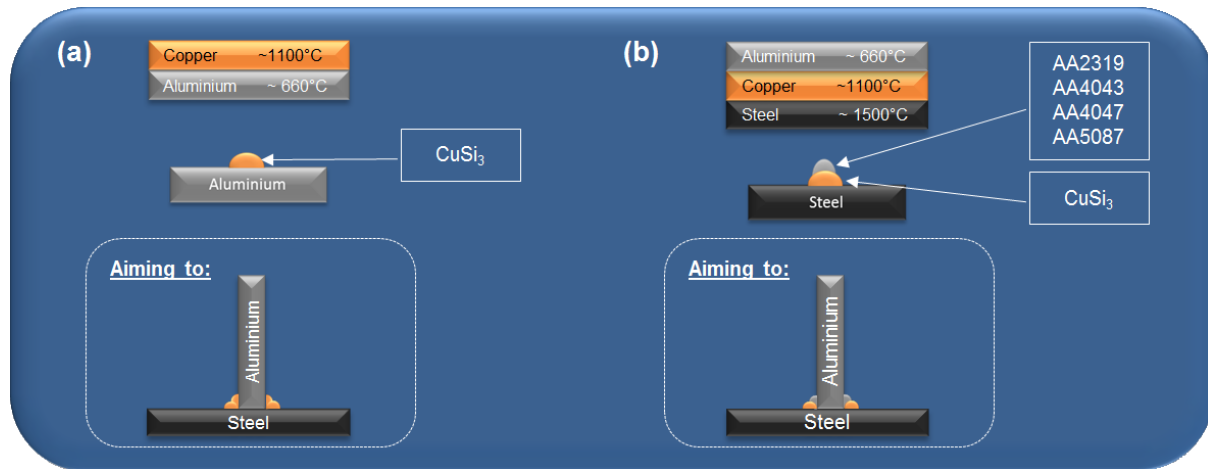 (a)
Copper ~1100°C
Aluminium ~ 660°C
CuSi₃
Aluminium
Aiming to:
Aluminium
Steel
(b)
Aluminium ~ 660°C
Copper ~1100°C
Steel ~ 1500°C
AA2319
AA4043
AA4047
AA5087
CuSi₃
Steel
Aiming to:
Aluminium
Steel